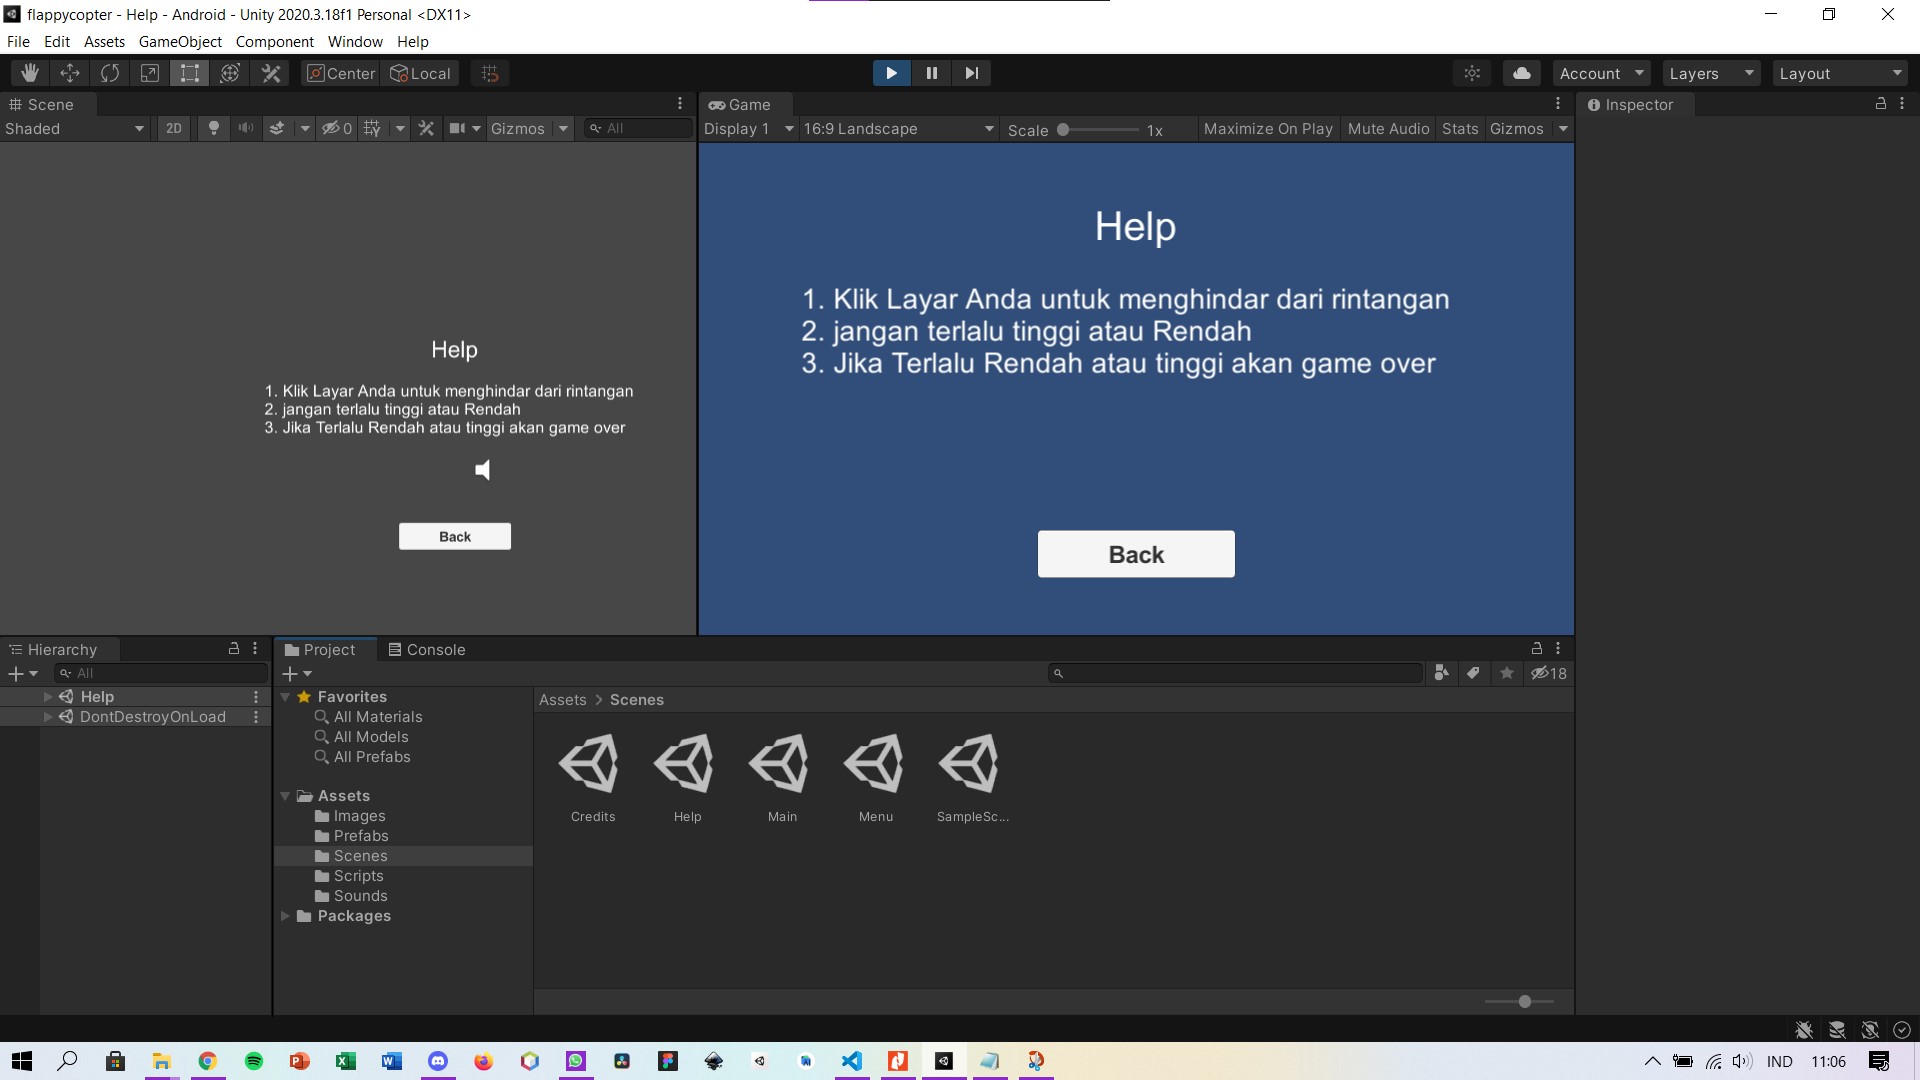 flappycopter - Help - Android - Unity 2020.3.18f1 Personal <DX11>
File Edit Assets GameObject Component Window Help
Center Local
Account Layers Layout
Scene
Shaded 2D 0 Gizmos All
Help
1. Klik Layar Anda untuk menghindar dari rintangan
2. jangan terlalu tinggi atau Rendah
3. Jika Terlalu Rendah atau tinggi akan game over
Back
Game
Display 1 16:9 Landscape Scale 1x Maximize On Play Mute Audio Stats Gizmos
Help
1. Klik Layar Anda untuk menghindar dari rintangan
2. jangan terlalu tinggi atau Rendah
3. Jika Terlalu Rendah atau tinggi akan game over
Back
Inspector
Hierarchy
All
Help
DontDestroyOnLoad
Project Console
18
Favorites
All Materials
All Models
All Prefabs
Assets
Images
Prefabs
Scenes
Scripts
Sounds
Packages
Assets > Scenes
Credits Help Main Menu SampleSc...
IND 11:06